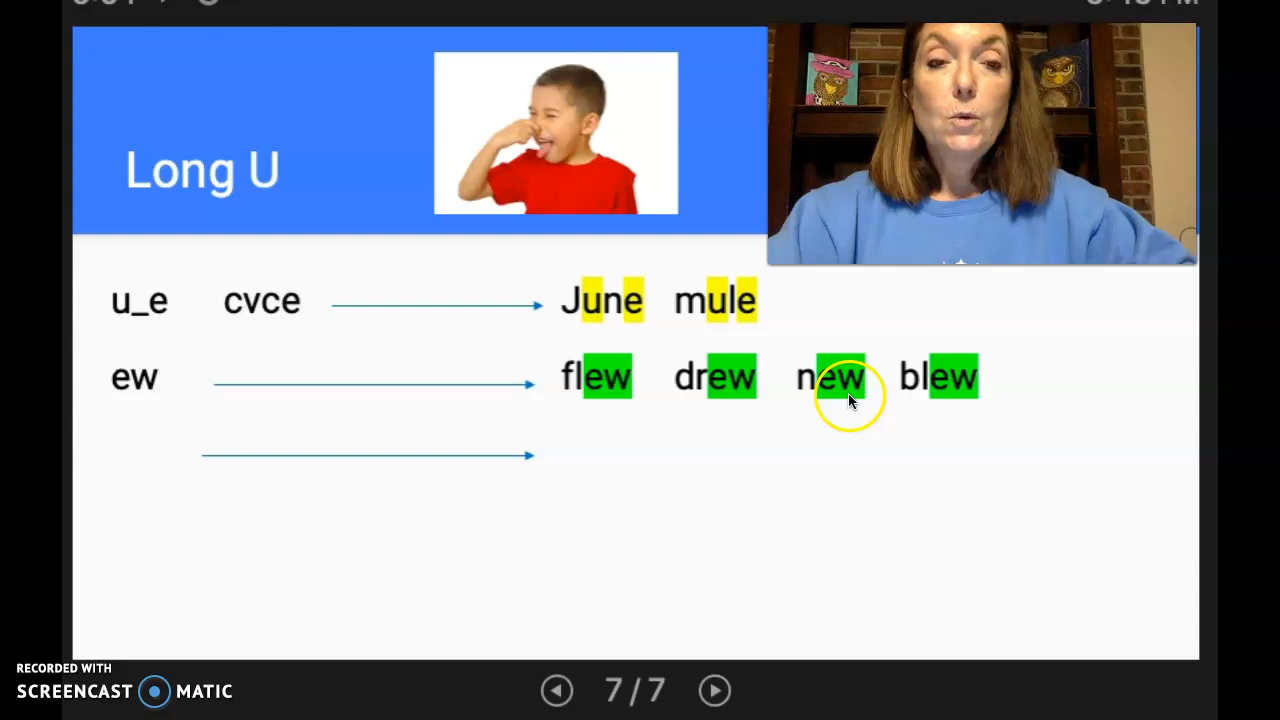 Long U
u_e cvce June mule
ew flew drew new blew
RECORDED WITH
SCREENCAST MATIC
7/7